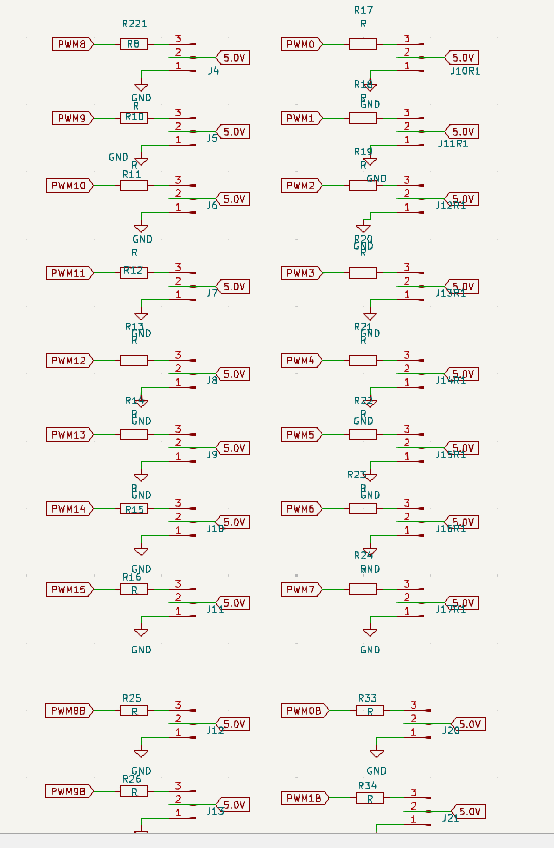 R221
R8
PWM8
3
2
1
5.0V
J4
GND
R
R10
PWM9
3
2
1
5.0V
J5
GND
R
R11
PWM10
3
2
1
5.0V
J6
GND
R
R12
PWM11
3
2
1
5.0V
J7
GND
R13
R
PWM12
3
2
1
5.0V
J8
R
GND
PWM13
3
2
1
5.0V
J9
R
GND
R15
PWM14
3
2
1
5.0V
J10
GND
R16
R
PWM15
3
2
1
5.0V
J11
GND
R25
R
PWM8B
3
2
1
5.0V
J12
GND
R26
R
PWM9B
3
2
1
5.0V
J13
R17
R
PWM0
3
2
1
5.0V
J10R1
R18
R
GND
PWM1
3
2
1
5.0V
J11R1
R19
R
GND
PWM2
3
2
1
5.0V
J12R1
R20
GND
R
PWM3
3
2
1
5.0V
J13R1
R21
GND
R
PWM4
3
2
1
5.0V
J14R1
R
GND
PWM5
3
2
1
5.0V
J15R1
R23
R
GND
PWM6
3
2
1
5.0V
J16R1
R24
GND
PWM7
3
2
1
5.0V
J17R1
GND
R33
R
PWM0B
3
2
1
5.0V
J20
GND
R34
R
PWM1B
3
2
1
5.0V
J21